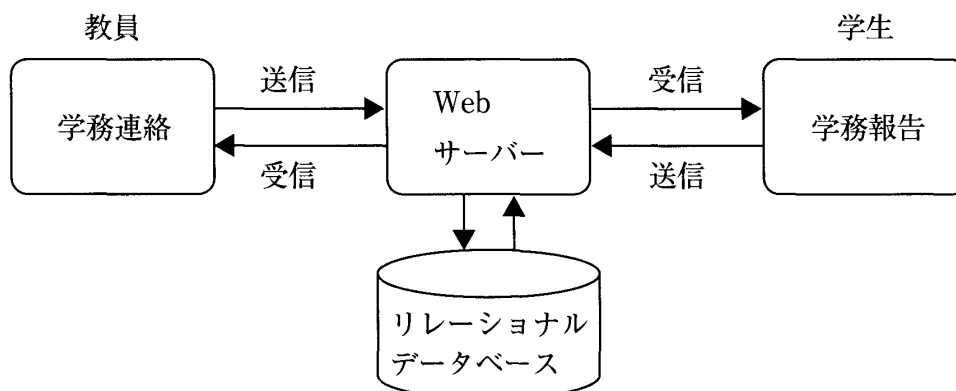 教員
学生
学務連絡
送信
受信
Web
サーバー
受信
送信
学務報告
リレーショナル
データベース